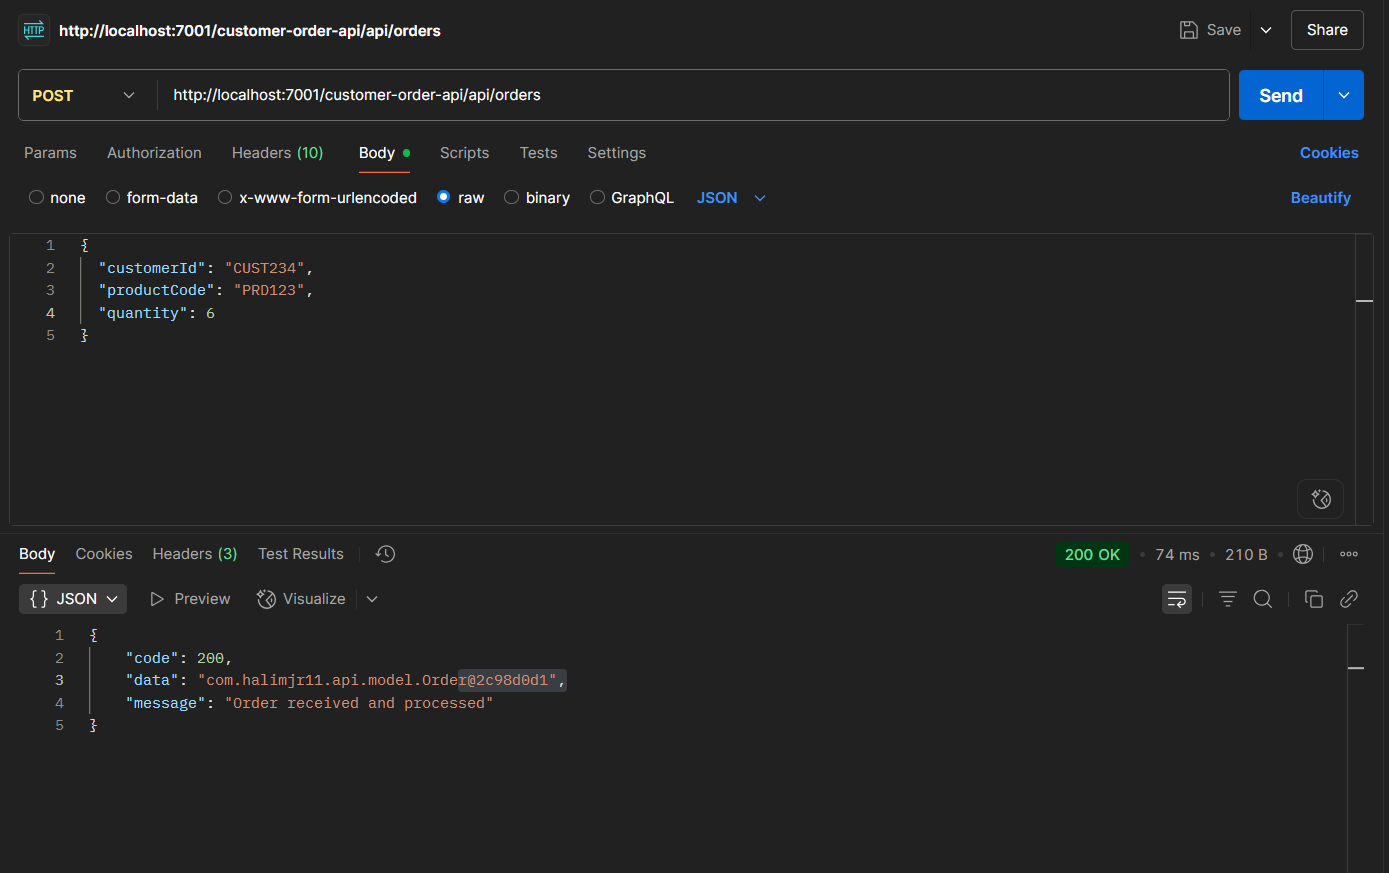 HTTP http://localhost:7001/customer-order-api/api/orders Save Share
POST http://localhost:7001/customer-order-api/api/orders Send
Params Authorization Headers (10) Body Scripts Tests Settings Cookies
none form-data x-www-form-urlencoded raw binary GraphQL JSON Beautify
1 {
2 "customerId": "CUST234",
3 "productCode": "PRD123",
4 "quantity": 6
5 }
Body Cookies Headers (3) Test Results 200 OK • 74 ms • 210 B •
{} JSON Preview Visualize
1 {
2 "code": 200,
3 "data": "com.halimjr11.api.model.Order@2c98d0d1",
4 "message": "Order received and processed"
5 }